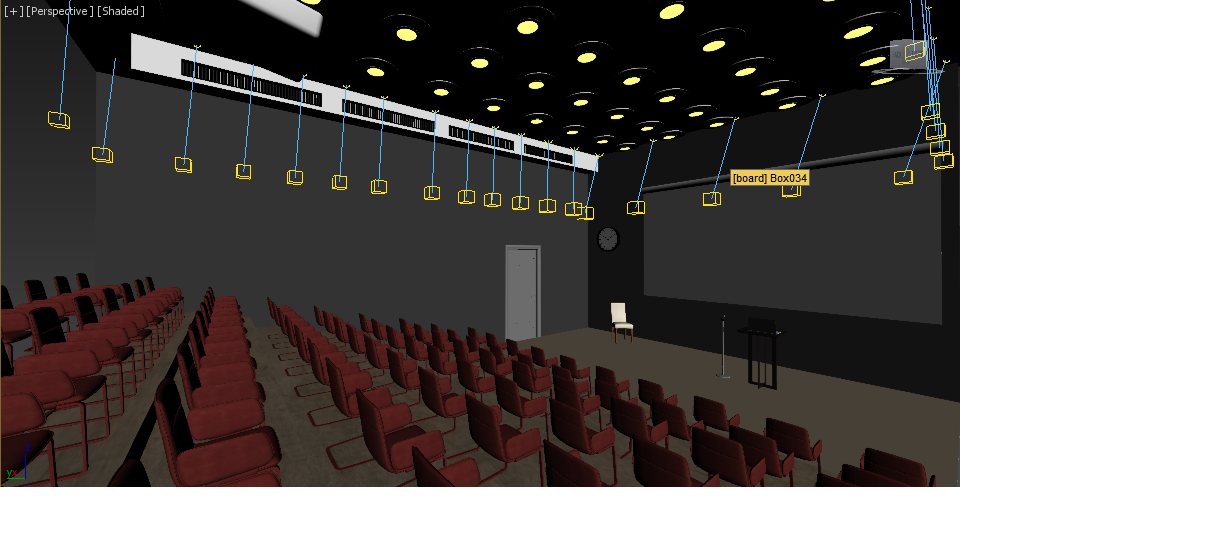 [+] [Perspective] [Shaded]
[board] Box034
y x